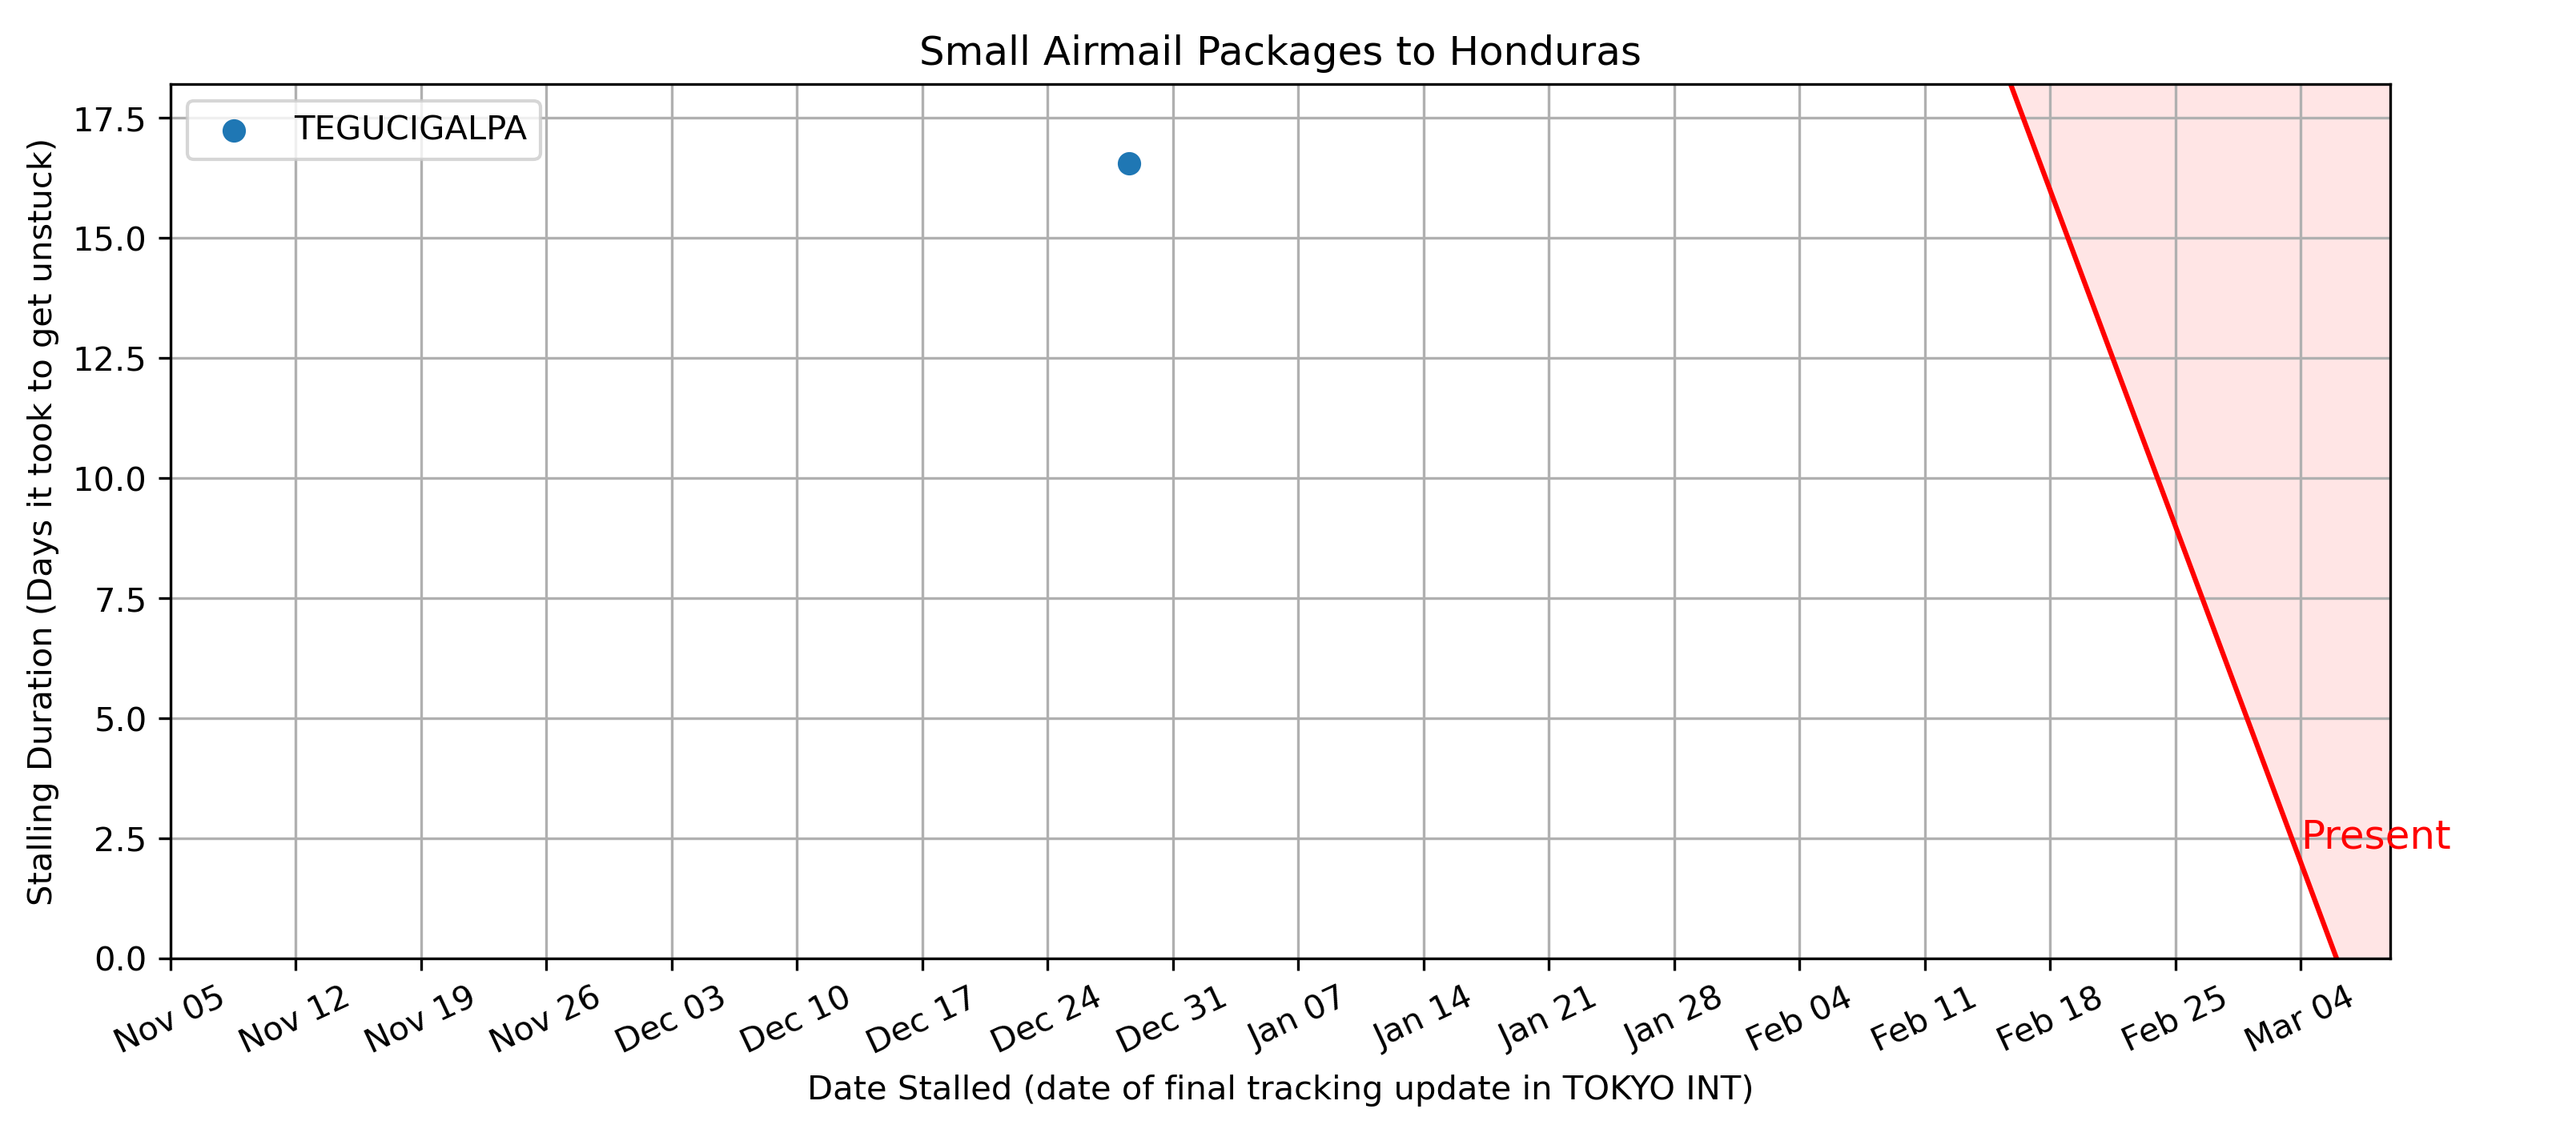 Small Airmail Packages to Honduras
TEGUCIGALPA
Stalling Duration (Days it took to get unstuck)
17.5
15.0
12.5
10.0
7.5
5.0
2.5
0.0
Present
Nov 05
Nov 12
Nov 19
Nov 26
Dec 03
Dec 10
Dec 17
Dec 24
Dec 31
Jan 07
Jan 14
Jan 21
Jan 28
Feb 04
Feb 11
Feb 18
Feb 25
Mar 04
Date Stalled (date of final tracking update in TOKYO INT)